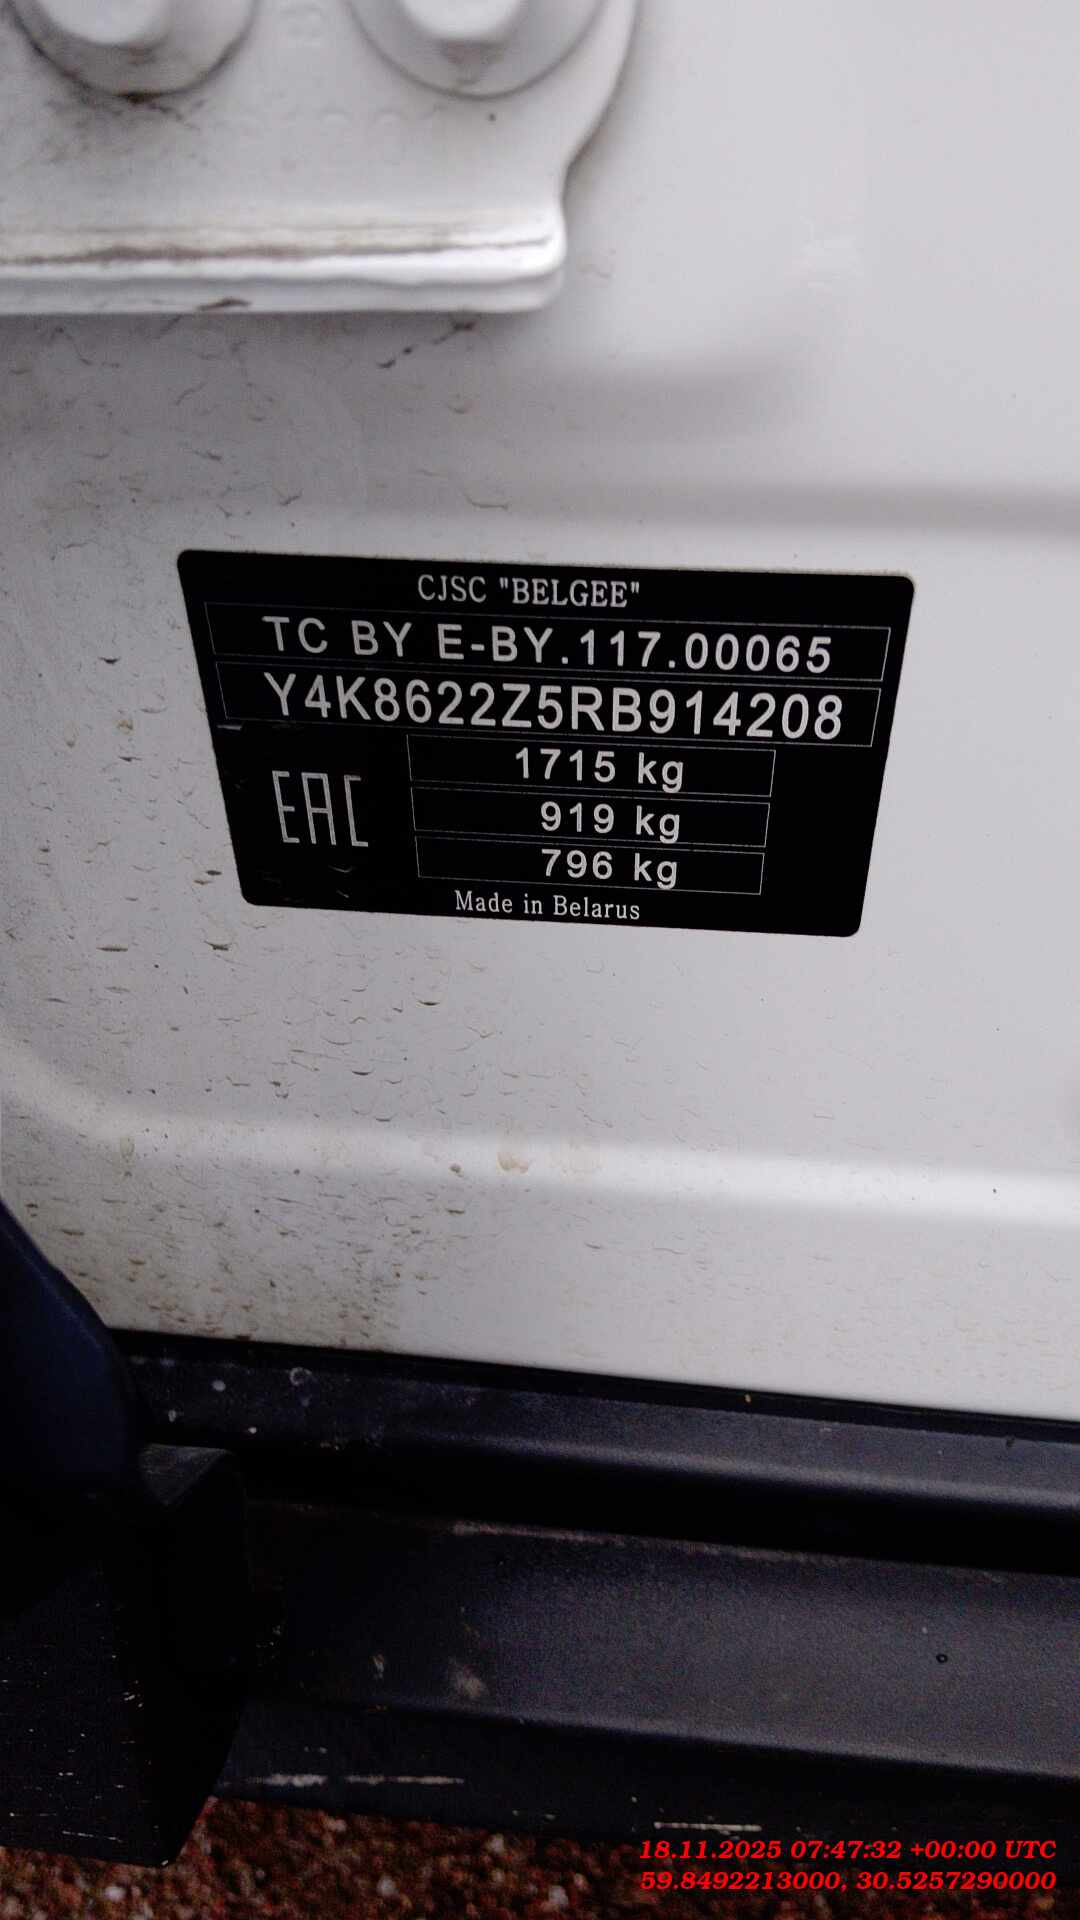 CJSC "BELGEE"
TC BY E-BY.117.00065
Y4K8622Z5RB914208
1715 kg
EAC
919 kg
796 kg
Made in Belarus
18.11.2025 07:47:32 +00:00 UTC
59.8492213000, 30.5257290000